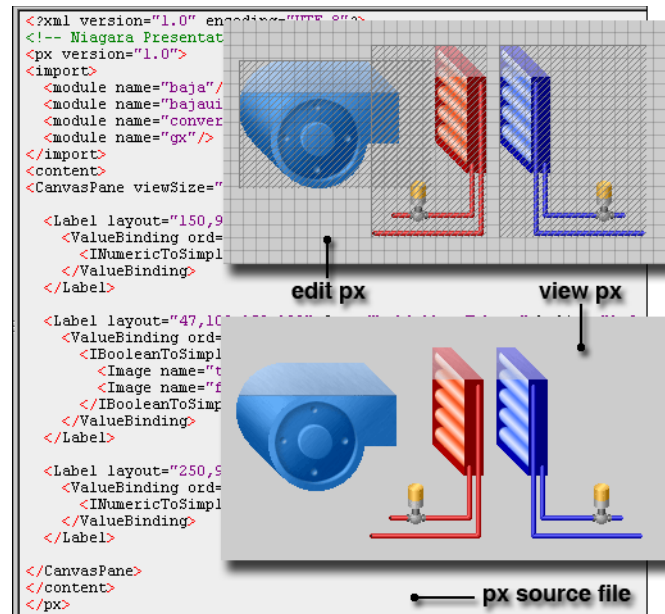 <?xml version="1.0" encoding="UTF-8"?>
<!-- Niagara Presentat
<px version="1.0">
<import>
<module name="baja"/
<module name="bajaui
<module name="conver
<module name="gx"/>
</import>
<content>
<CanvasPane viewSize="
<Label layout="150,9
<ValueBinding ord=
<INumericToSimpl
</ValueBinding>
</Label>
edit px
view px
<Label layout="47,10
<ValueBinding ord=
<IBooleanToSimpl
<Image name="t
<Image name="f
</IBooleanToSimp
</ValueBinding>
</Label>
<Label layout="250,9
<ValueBinding ord=
<INumericToSimpl
</ValueBinding>
</Label>
</CanvasPane>
</content>
</px>
px source file